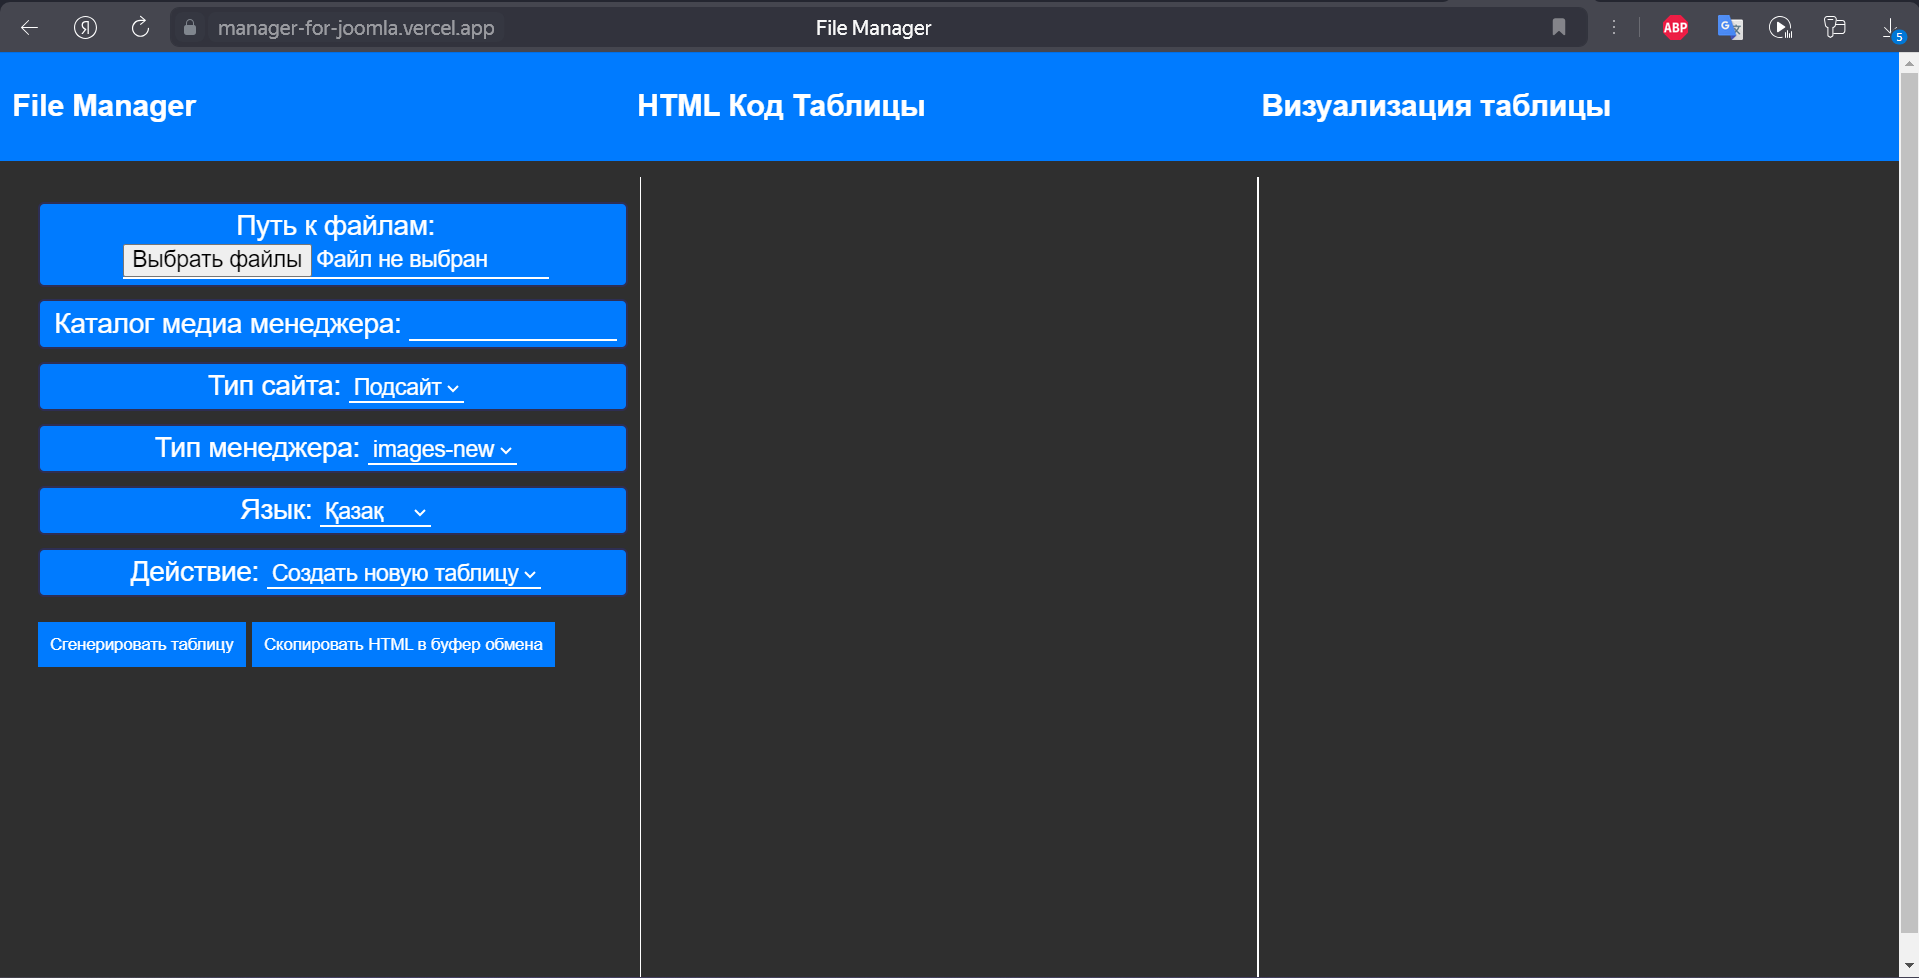 manager-for-joomla.vercel.app
File Manager
ABP
5
File Manager
HTML Код Таблицы
Визуализация таблицы
Путь к файлам:
Выбрать файлы Файл не выбран
Каталог медиа менеджера:
Тип сайта: Подсайт
Тип менеджера: images-new
Язык: Қазақ
Действие: Создать новую таблицу
Сгенерировать таблицу
Скопировать HTML в буфер обмена